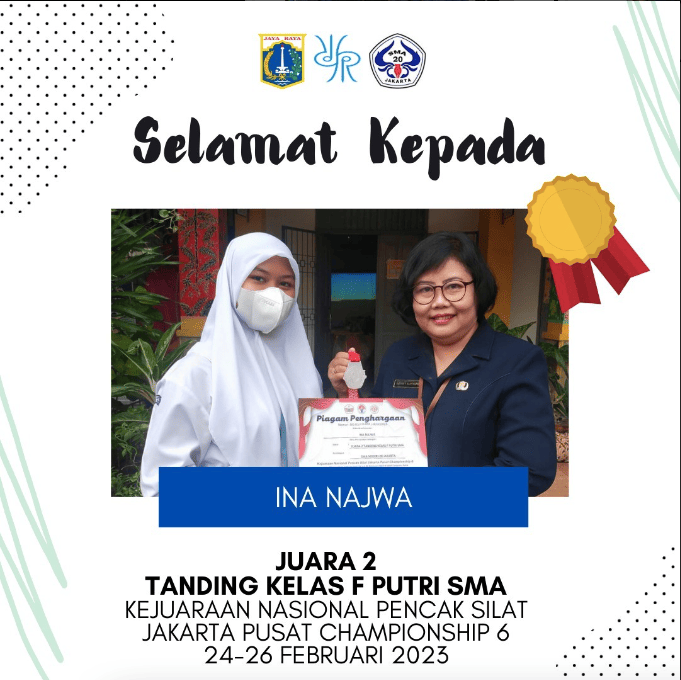 JAYA RAYA
SMA
20
JAKARTA
Selamat Kepada
Piagam Penghargaan
INA NAJWA
JUARA 2
TANDING KELAS F PUTRI SMA
KEJUARAAN NASIONAL PENCAK SILAT
JAKARTA PUSAT CHAMPIONSHIP 6
24-26 FEBRUARI 2023